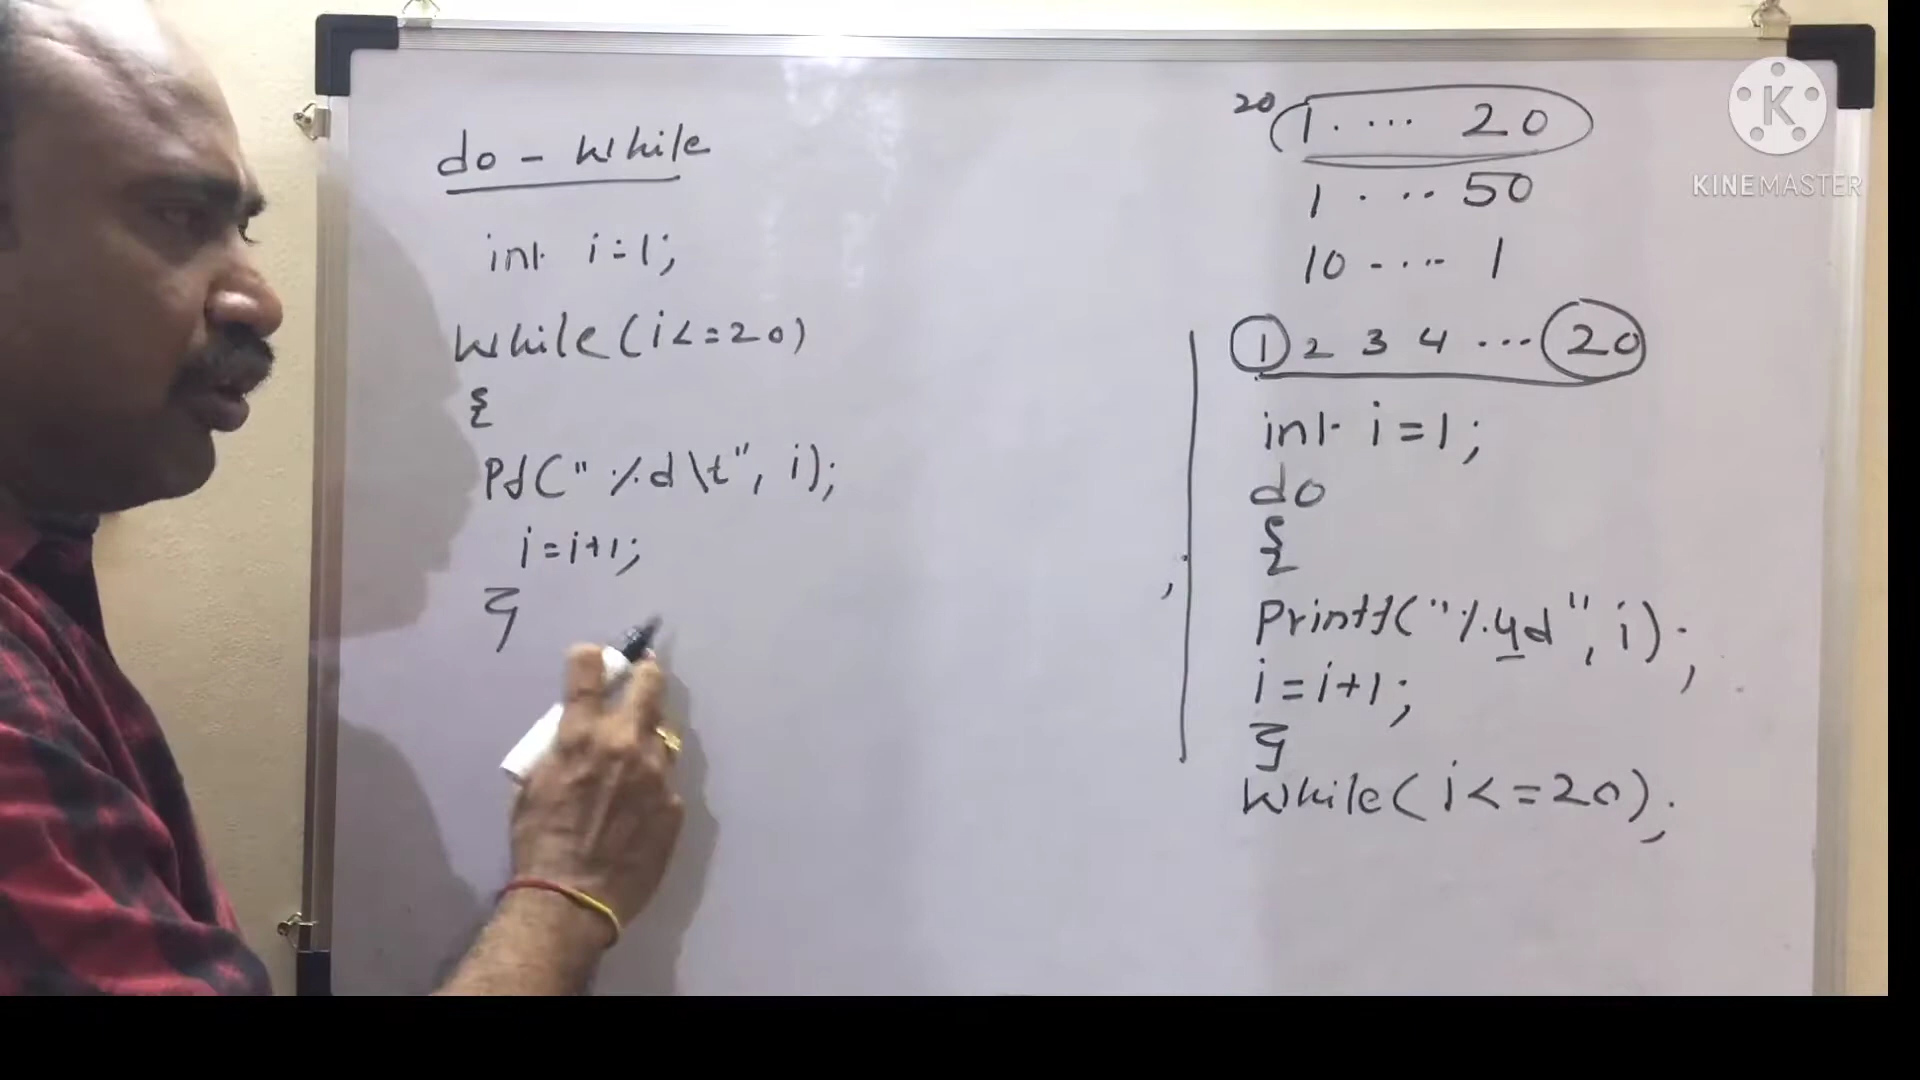 do - while
int i=1;
while(i<=20)
{
Pf("%d\t", i);
i=i+1;
}
20 1. ... 20
1 . .. 50
10 - ... 1
1 2 3 4 ... 20
int i=1;
do
{
Printf("%4d", i);
i=i+1;
}
while(i<=20);
K
KINEMASTER